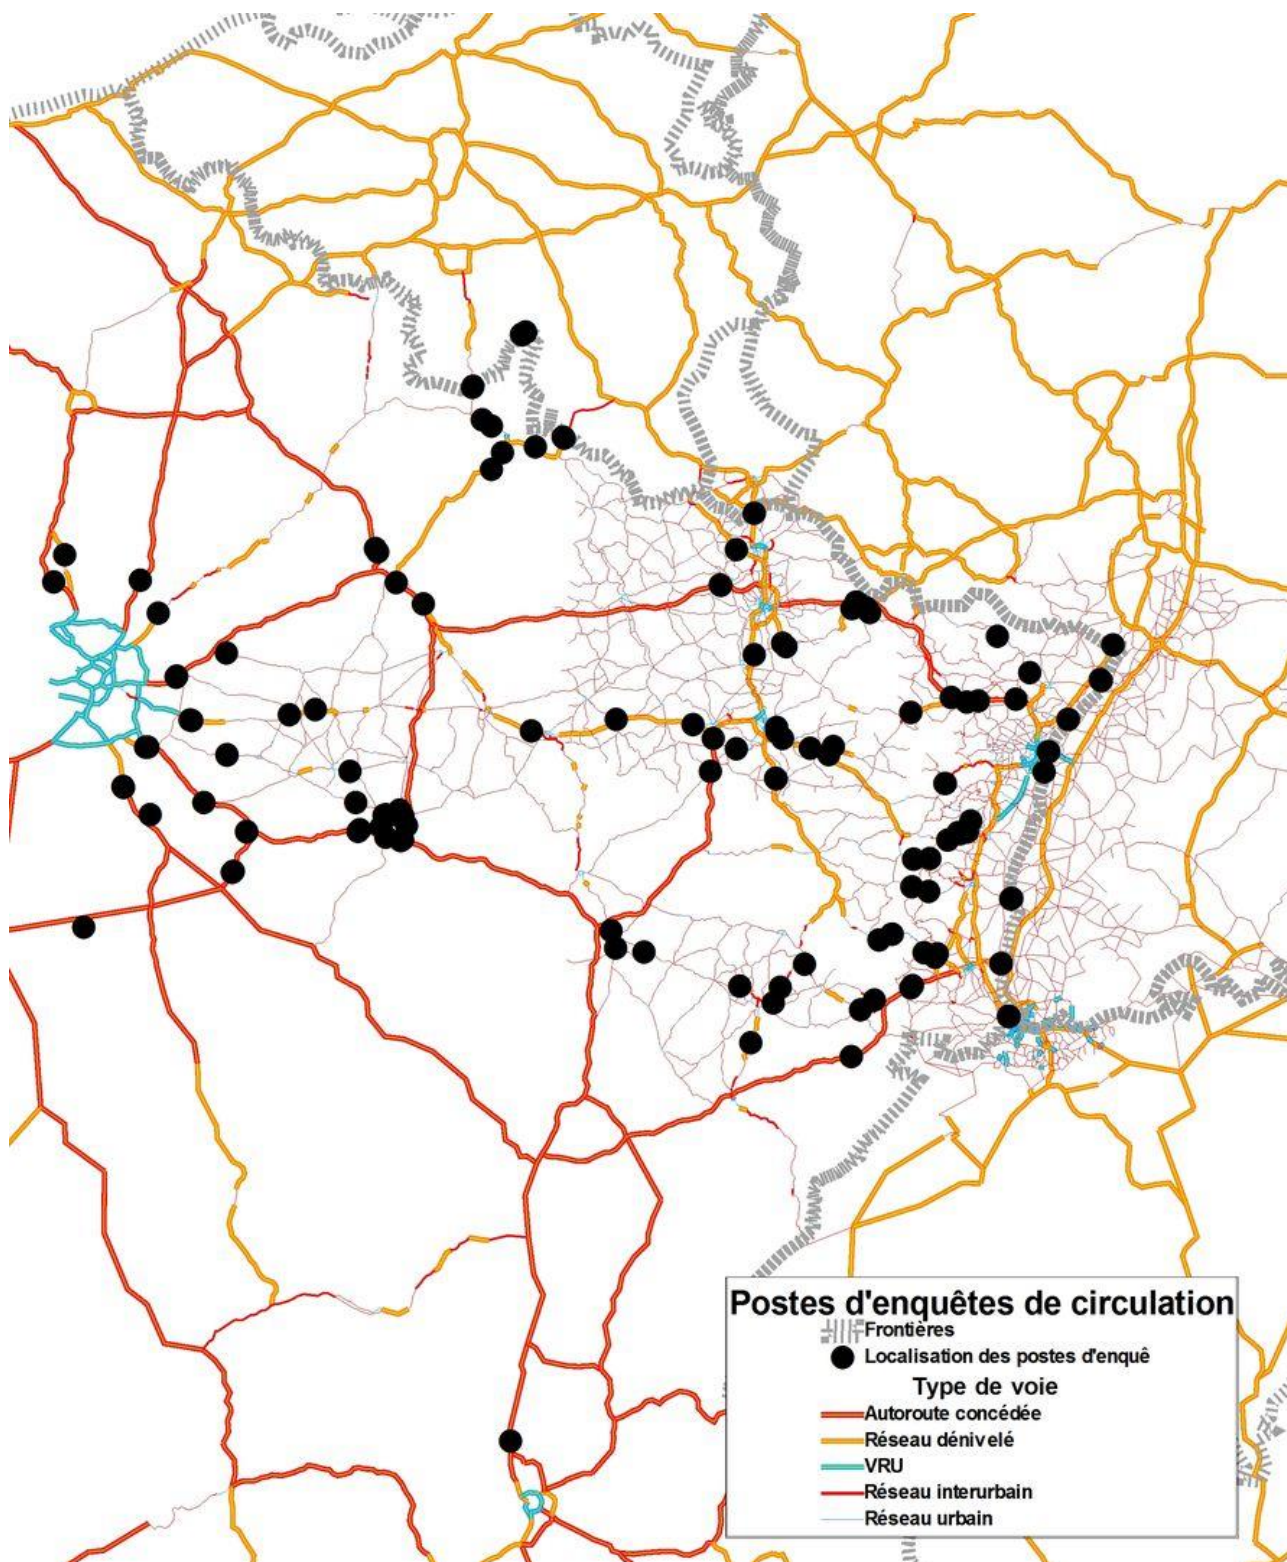 Postes d'enquêtes de circulation
Frontières
Localisation des postes d'enquê
Type de voie
Autoroute concédée
Réseau dénivelé
VRU
Réseau interurbain
Réseau urbain